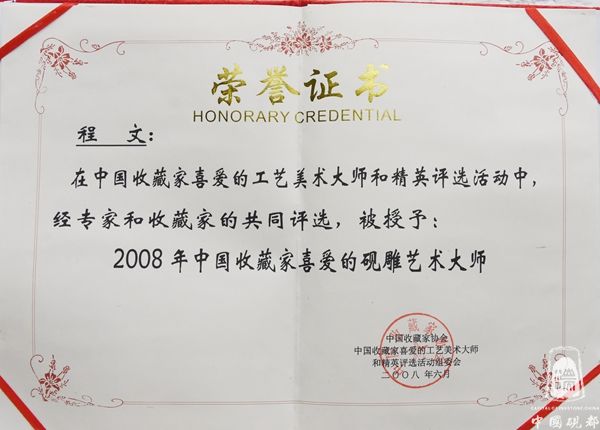 荣誉证书
HONORARY CREDENTIAL
程 文：
在中国收藏家喜爱的工艺美术大师和精英评选活动中，
经专家和收藏家的共同评选，被授予：
2008年中国收藏家喜爱的砚雕艺术大师
中国收藏家协会
中国收藏家喜爱的工艺美术大师
和精英评选活动组委会
二〇〇八年六月
中國硯都